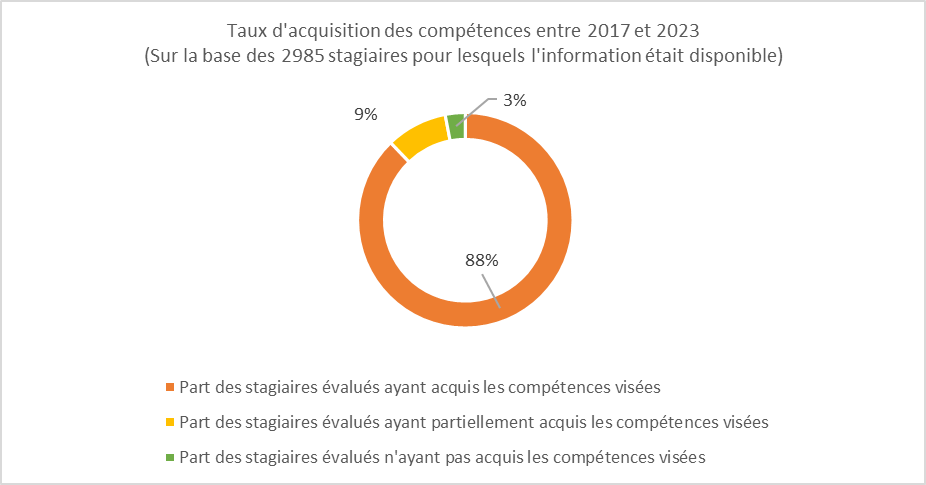 Taux d'acquisition des compétences entre 2017 et 2023
(Sur la base des 2985 stagiaires pour lesquels l'information était disponible)
3%
9%
88%
Part des stagiaires évalués ayant acquis les compétences visées
Part des stagiaires évalués ayant partiellement acquis les compétences visées
Part des stagiaires évalués n'ayant pas acquis les compétences visées